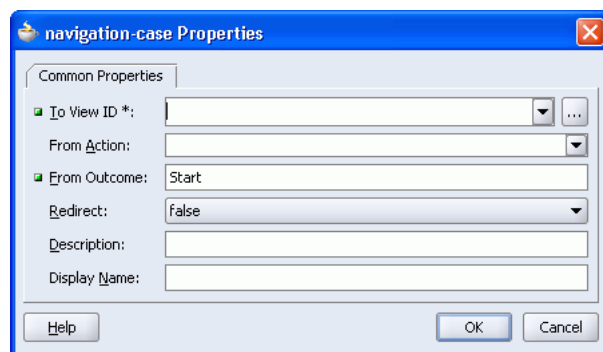 navigation-case Properties
Common Properties
To View ID *:
...
From Action:
From Outcome: Start
Redirect: false
Description:
Display Name:
Help OK Cancel